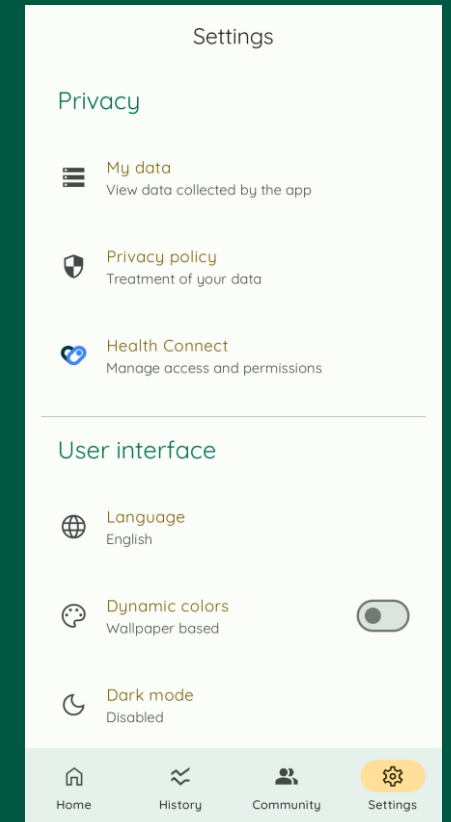 Settings
Privacy
My data
View data collected by the app
Privacy policy
Treatment of your data
Health Connect
Manage access and permissions
User interface
Language
English
Dynamic colors
Wallpaper based
Dark mode
Disabled
Home History Community Settings